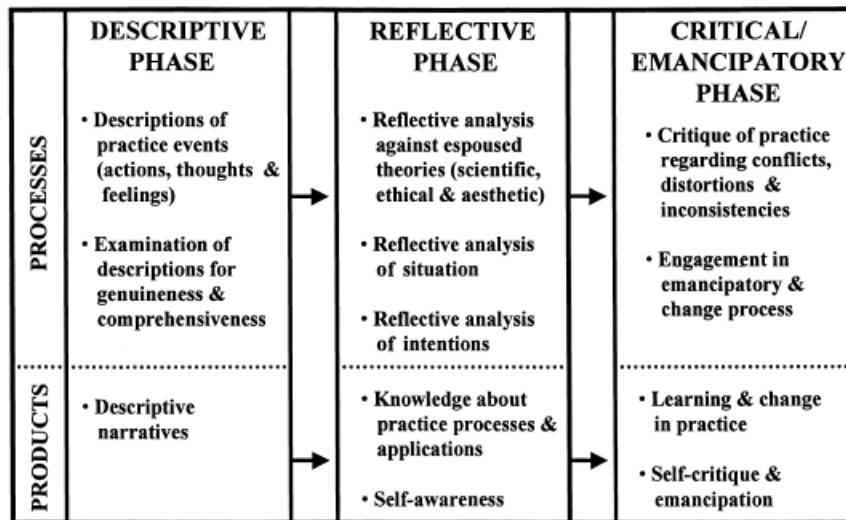 DESCRIPTIVE
PHASE
REFLECTIVE
PHASE
CRITICAL/
EMANCIPATORY
PHASE
PROCESSES
• Descriptions of
practice events
(actions, thoughts &
feelings)
• Examination of
descriptions for
genuineness &
comprehensiveness
• Reflective analysis
against espoused
theories (scientific,
ethical & aesthetic)
• Reflective analysis
of situation
• Reflective analysis
of intentions
• Critique of practice
regarding conflicts,
distortions &
inconsistencies
• Engagement in
emancipatory &
change process
PRODUCTS
• Descriptive
narratives
• Knowledge about
practice processes &
applications
• Self-awareness
• Learning & change
in practice
• Self-critique &
emancipation